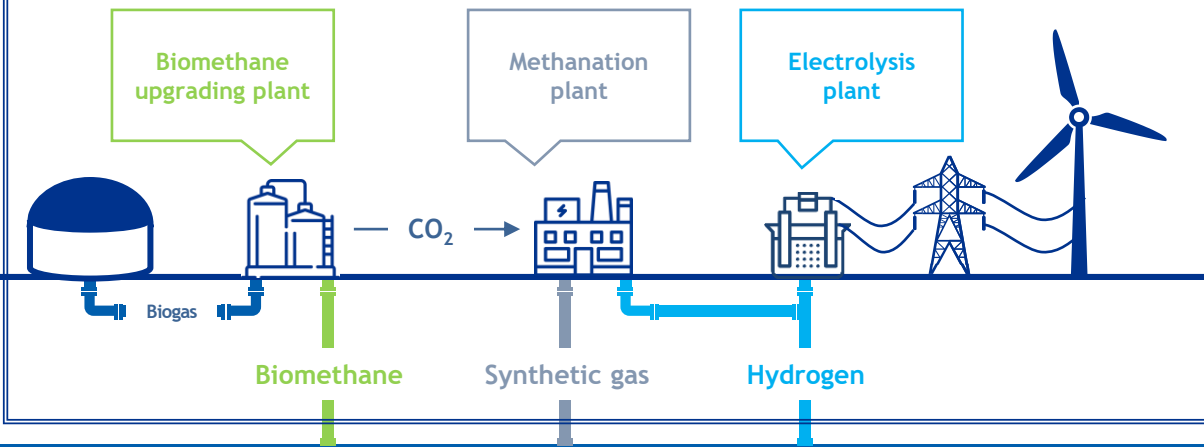 Biomethane
upgrading plant
Methanation
plant
Electrolysis
plant
CO₂
Biogas
Biomethane
Synthetic gas
Hydrogen